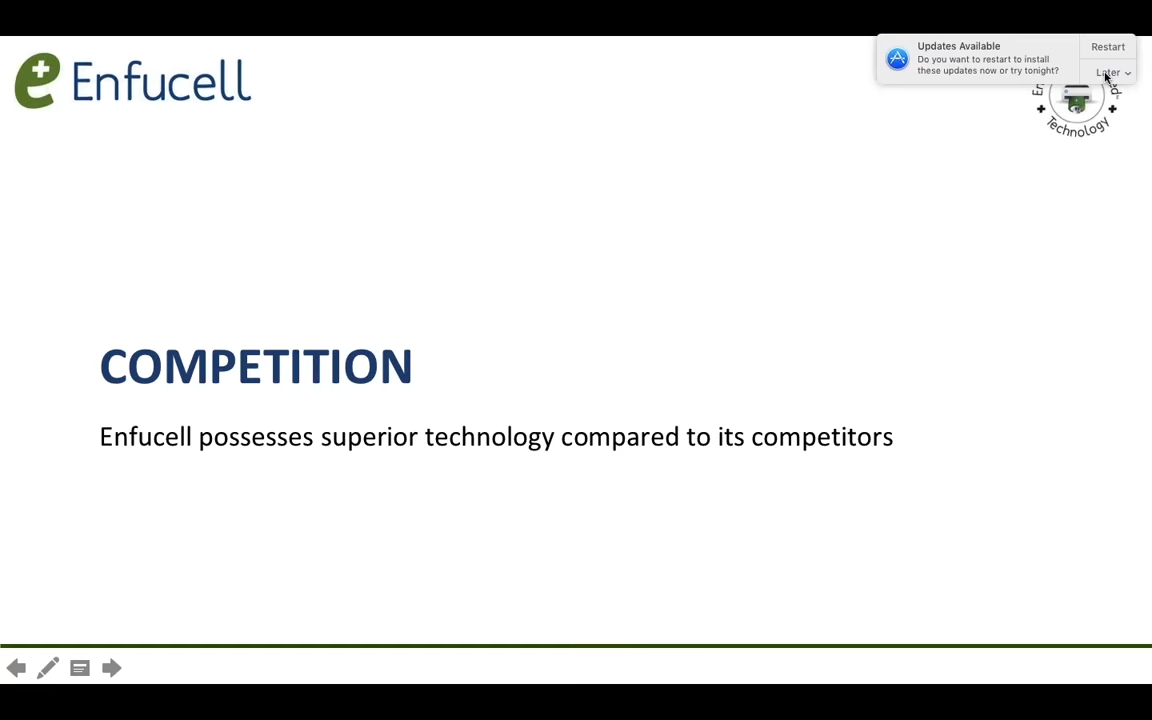 Enfucell
Updates Available
Do you want to restart to install
these updates now or try tonight?
Restart
Later
Technology
COMPETITION
Enfucell possesses superior technology compared to its competitors